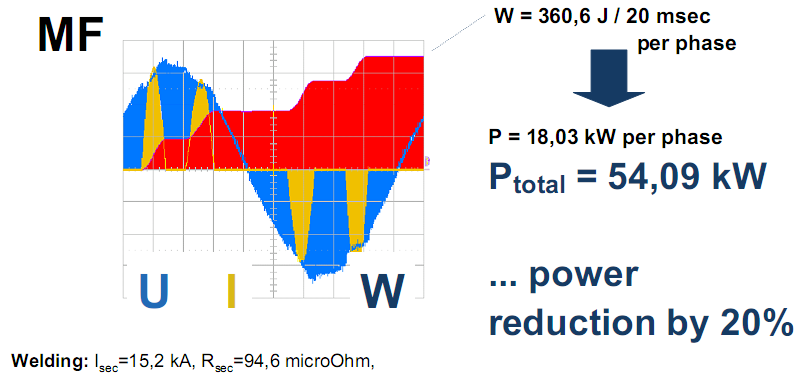 MF
W = 360,6 J / 20 msec
per phase
P = 18,03 kW per phase
Ptotal = 54,09 kW
... power
reduction by 20%
U I W
Welding: Isec=15,2 kA, Rsec=94,6 microOhm,